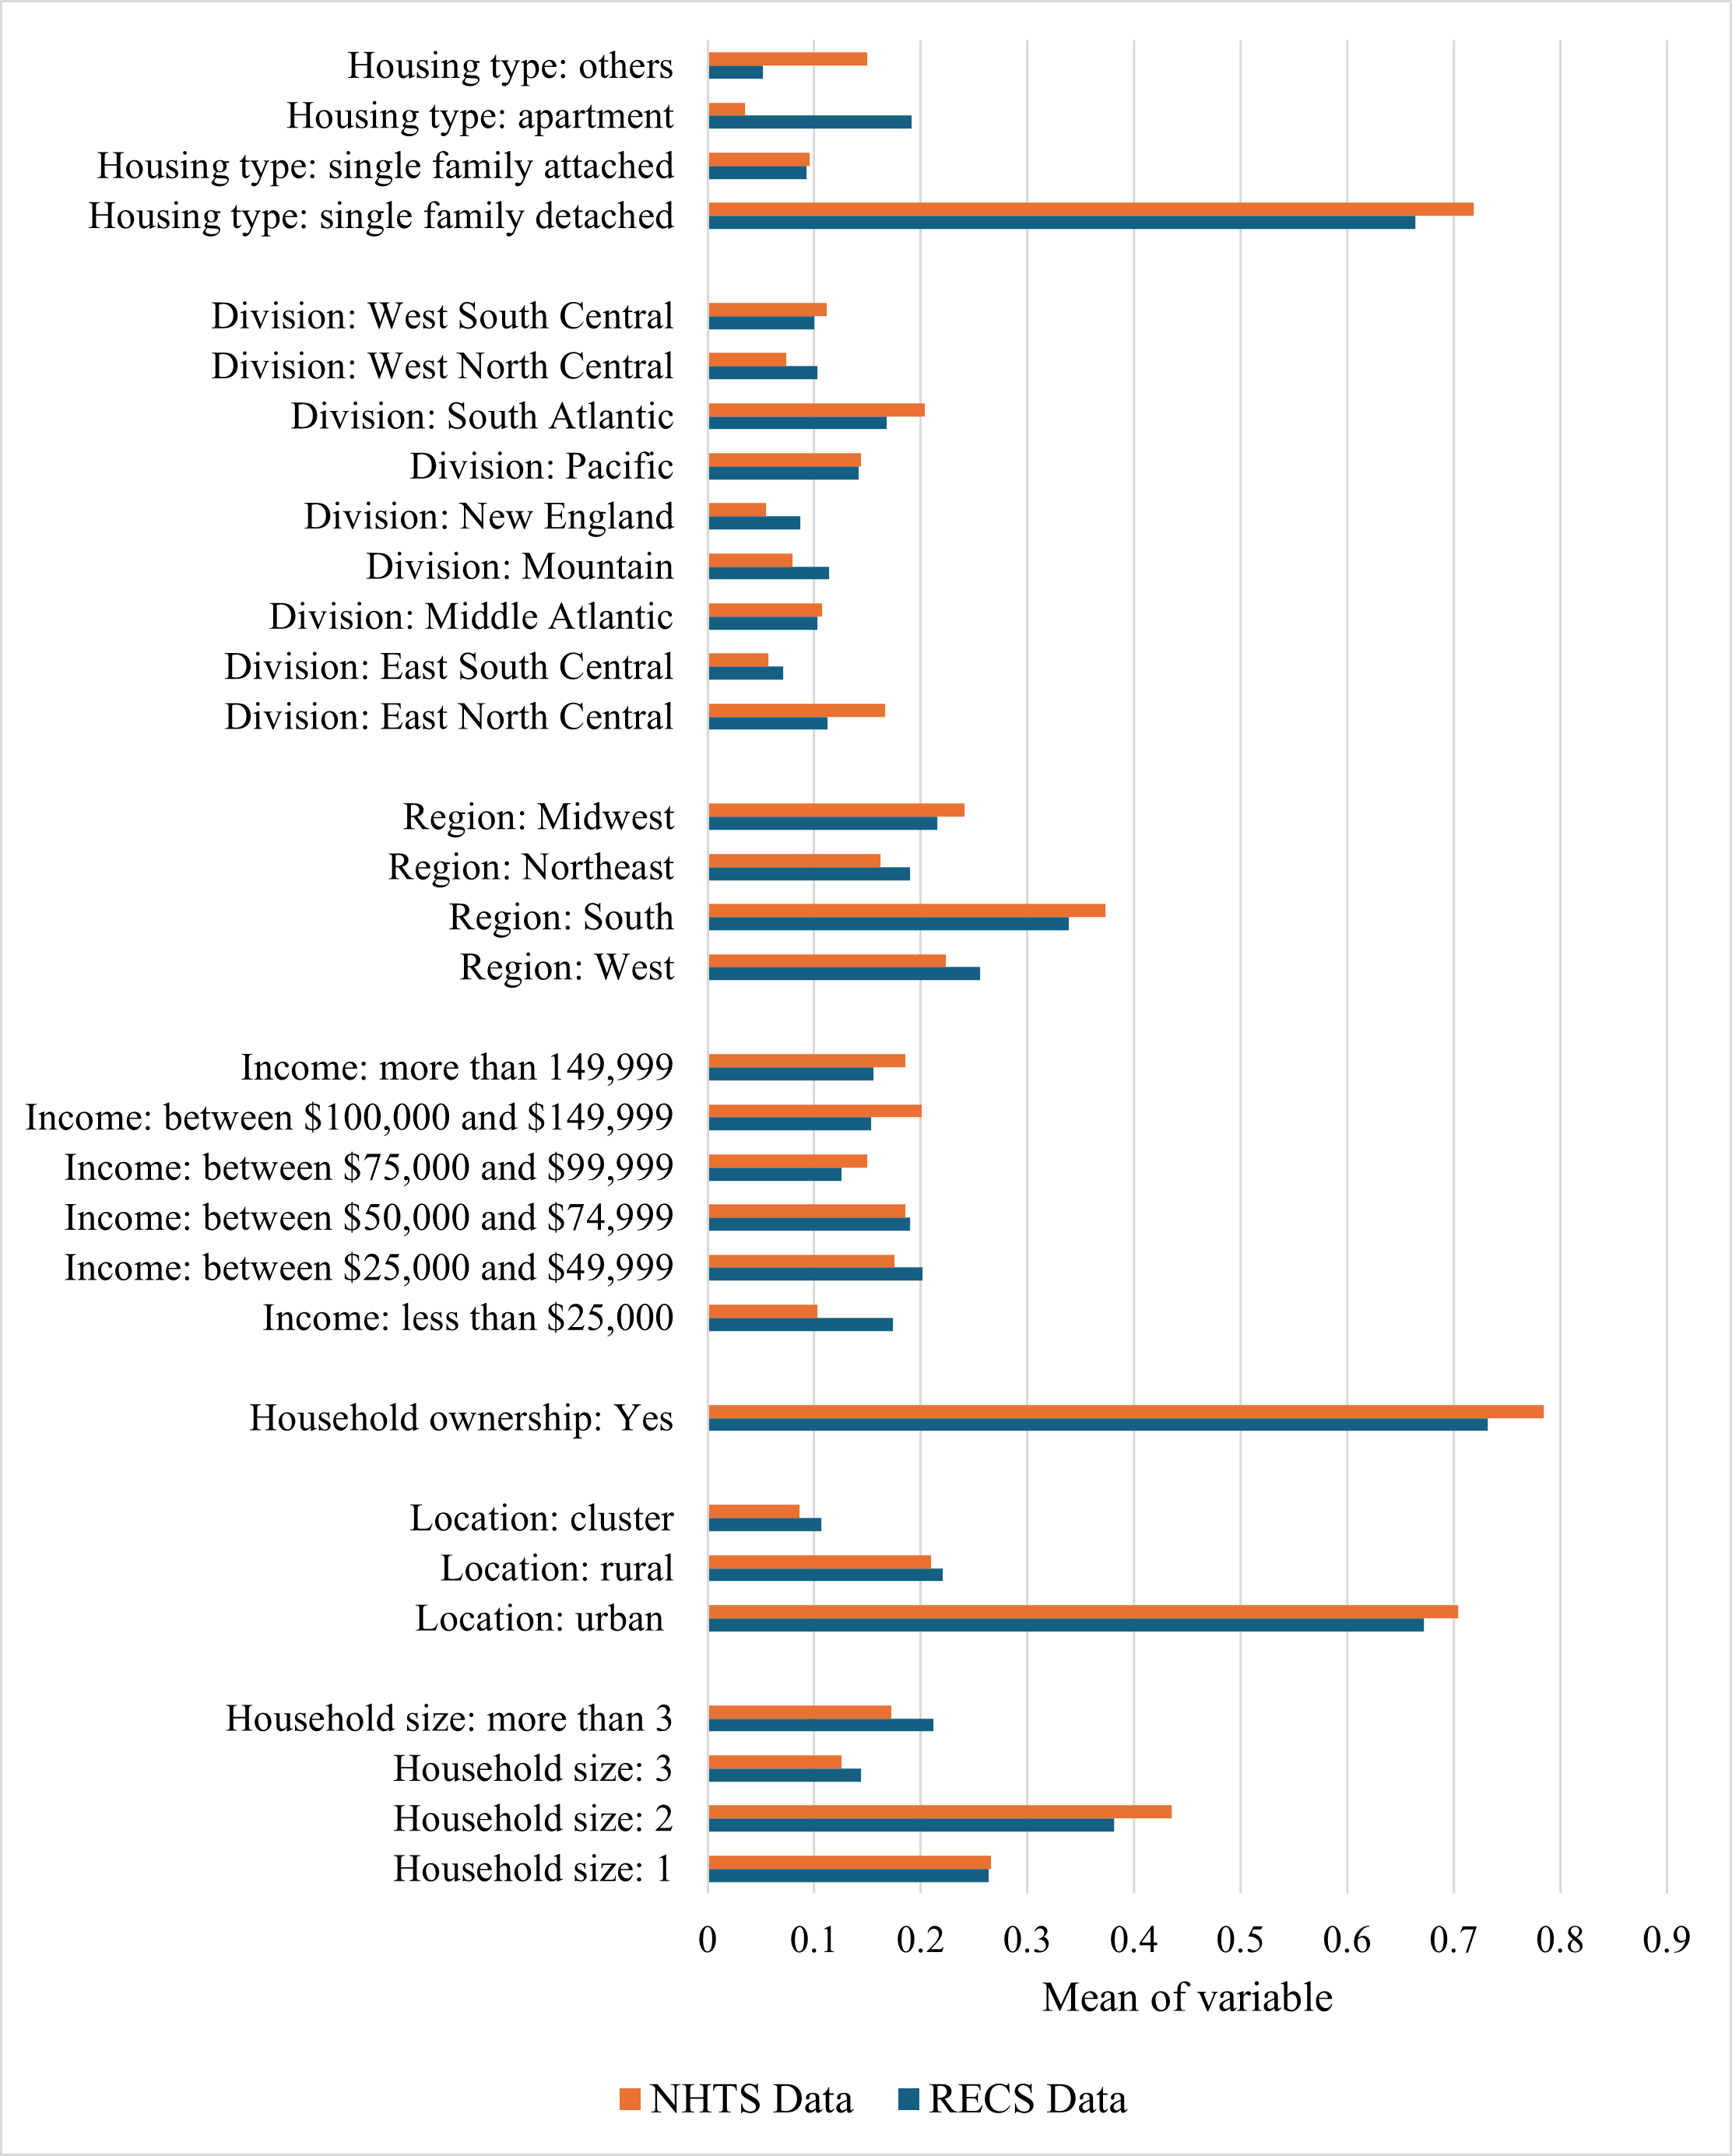 Housing type: others
Housing type: apartment
Housing type: single family attached
Housing type: single family detached
Division: West South Central
Division: West North Central
Division: South Atlantic
Division: Pacific
Division: New England
Division: Mountain
Division: Middle Atlantic
Division: East South Central
Division: East North Central
Region: Midwest
Region: Northeast
Region: South
Region: West
Income: more than 149,999
Income: between $100,000 and $149,999
Income: between $75,000 and $99,999
Income: between $50,000 and $74,999
Income: between $25,000 and $49,999
Income: less than $25,000
Household ownership: Yes
Location: cluster
Location: rural
Location: urban
Household size: more than 3
Household size: 3
Household size: 2
Household size: 1
0 0.1 0.2 0.3 0.4 0.5 0.6 0.7 0.8 0.9
Mean of variable
NHTS Data RECS Data